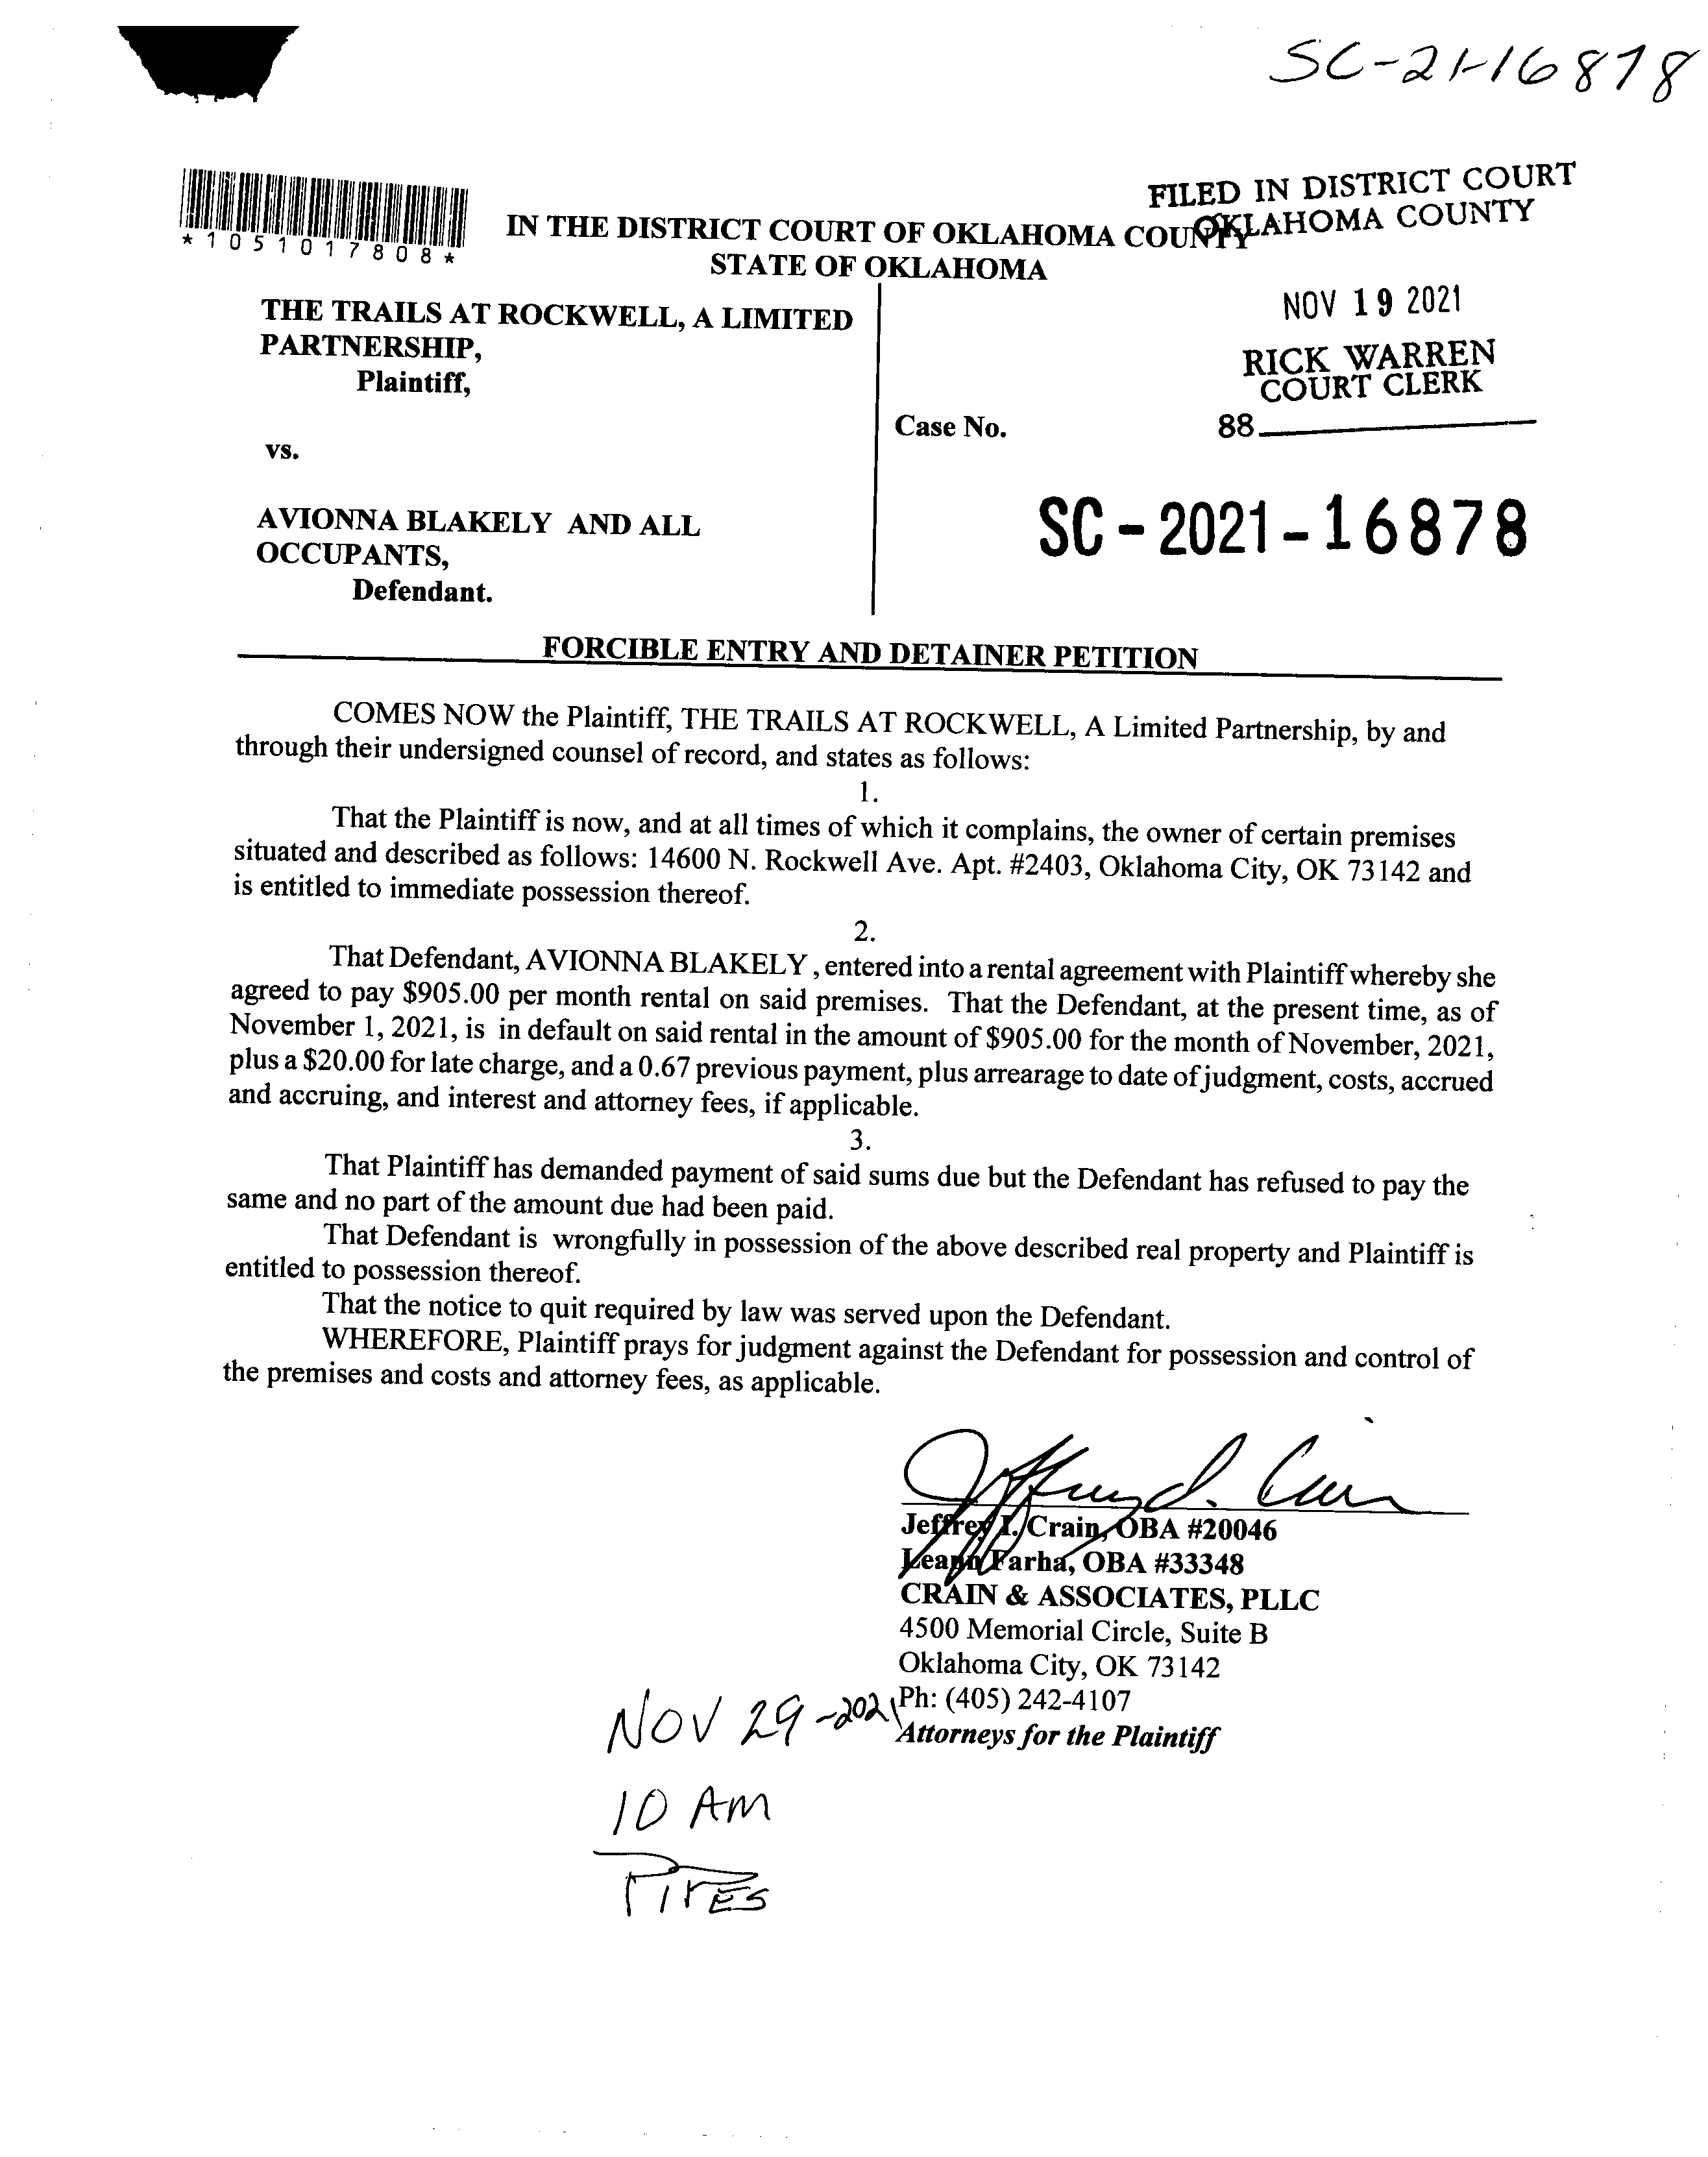 SC-21-16878
*1051017808*
FILED IN DISTRICT COURT
OKLAHOMA COUNTY
IN THE DISTRICT COURT OF OKLAHOMA COUNTY
STATE OF OKLAHOMA
THE TRAILS AT ROCKWELL, A LIMITED
PARTNERSHIP,
Plaintiff,
vs.
AVIONNA BLAKELY AND ALL
OCCUPANTS,
Defendant.
NOV 19 2021
RICK WARREN
COURT CLERK
88
Case No.
SC-2021-16878
FORCIBLE ENTRY AND DETAINER PETITION
COMES NOW the Plaintiff, THE TRAILS AT ROCKWELL, A Limited Partnership, by and
through their undersigned counsel of record, and states as follows:
1.
That the Plaintiff is now, and at all times of which it complains, the owner of certain premises
situated and described as follows: 14600 N. Rockwell Ave. Apt. #2403, Oklahoma City, OK 73142 and
is entitled to immediate possession thereof.
2.
That Defendant, AVIONNA BLAKELY , entered into a rental agreement with Plaintiff whereby she
agreed to pay $905.00 per month rental on said premises. That the Defendant, at the present time, as of
November 1, 2021, is in default on said rental in the amount of $905.00 for the month of November, 2021,
plus a $20.00 for late charge, and a 0.67 previous payment, plus arrearage to date of judgment, costs, accrued
and accruing, and interest and attorney fees, if applicable.
3.
That Plaintiff has demanded payment of said sums due but the Defendant has refused to pay the
same and no part of the amount due had been paid.
That Defendant is wrongfully in possession of the above described real property and Plaintiff is
entitled to possession thereof.
That the notice to quit required by law was served upon the Defendant.
WHEREFORE, Plaintiff prays for judgment against the Defendant for possession and control of
the premises and costs and attorney fees, as applicable.
Jeffrey I. Crain
Jeffrey I. Crain, OBA #20046
Leann Farha, OBA #33348
CRAIN & ASSOCIATES, PLLC
4500 Memorial Circle, Suite B
Oklahoma City, OK 73142
Ph: (405) 242-4107
Attorneys for the Plaintiff
NOV 29-2021
10 AM